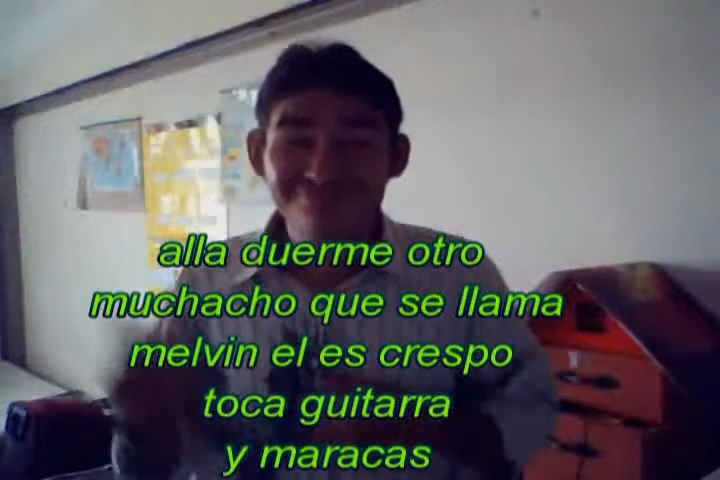 alla duerme otro
muchacho que se llama
melvin el es crespo
toca guitarra
y maracas